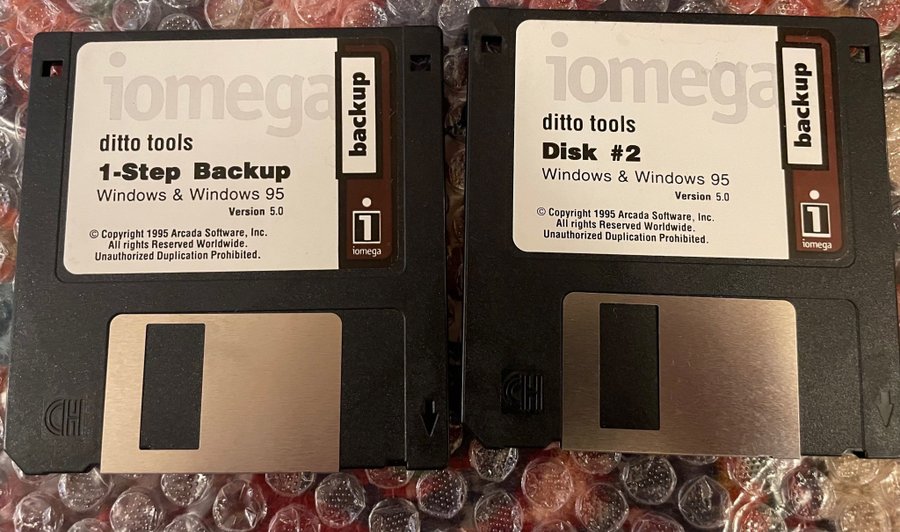 iomega
ditto tools
1-Step Backup
Windows & Windows 95
Version 5.0
© Copyright 1995 Arcada Software, Inc.
All rights Reserved Worldwide.
Unauthorized Duplication Prohibited.
backup
i
iomega
CH
iomega
ditto tools
Disk #2
Windows & Windows 95
Version 5.0
© Copyright 1995 Arcada Software, Inc.
All rights Reserved Worldwide.
Unauthorized Duplication Prohibited.
backup
i
iomega
CH